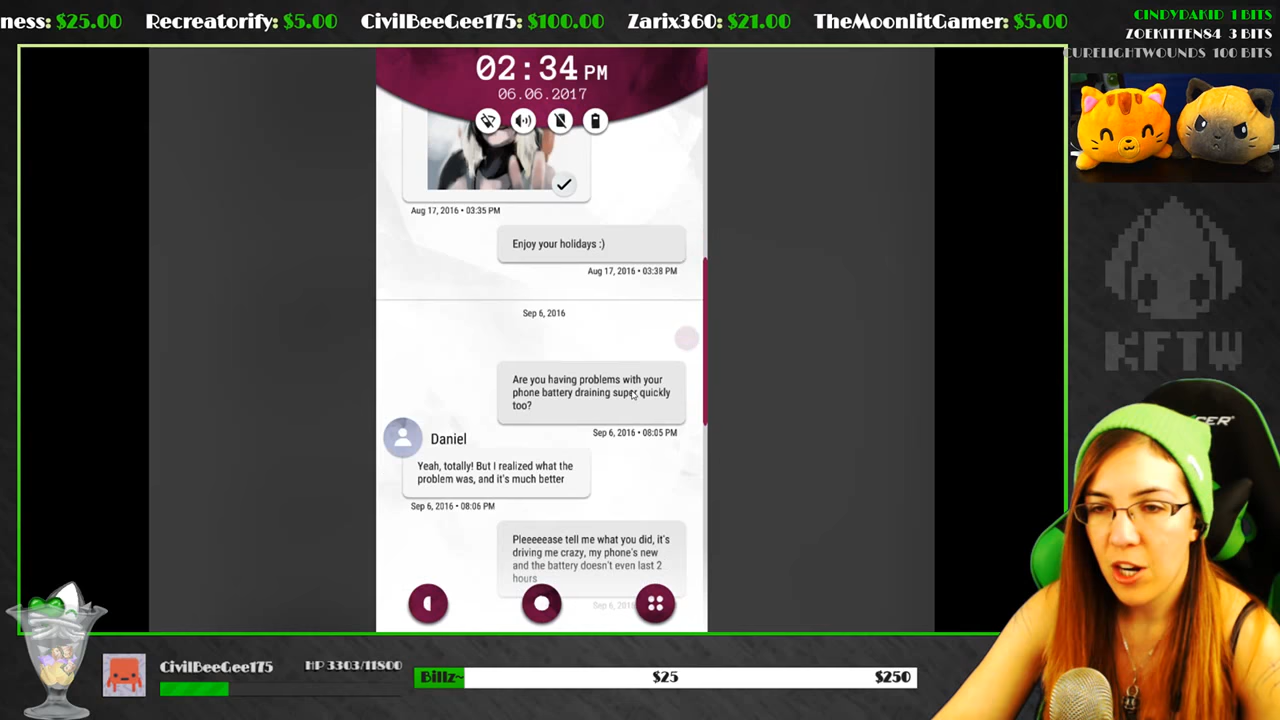 ness: $25.00 Recreatorify: $5.00 CivilBeeGee175: $100.00 Zarix360: $21.00 TheMoonlitGamer: $5.00
CINDYDAKID 1 BITS
ZOEKITTENS4 3 BITS
CURELIGHTWOUNDS 100 BITS
02:34 PM
06.06.2017
Aug 17, 2016 • 03:35 PM
Enjoy your holidays :)
Aug 17, 2016 • 03:38 PM
Sep 6, 2016
Are you having problems with your
phone battery draining super quickly
too?
Sep 6, 2016 • 08:05 PM
Daniel
Yeah, totally! But I realized what the
problem was, and it's much better
Sep 6, 2016 • 08:06 PM
Pleeeeease tell me what you did, it's
driving me crazy, my phone's new
and the battery doesn't even last 2
hours
KFTW
CivilBeeGee175 HP 3303/11800
Billz~ $25 $250